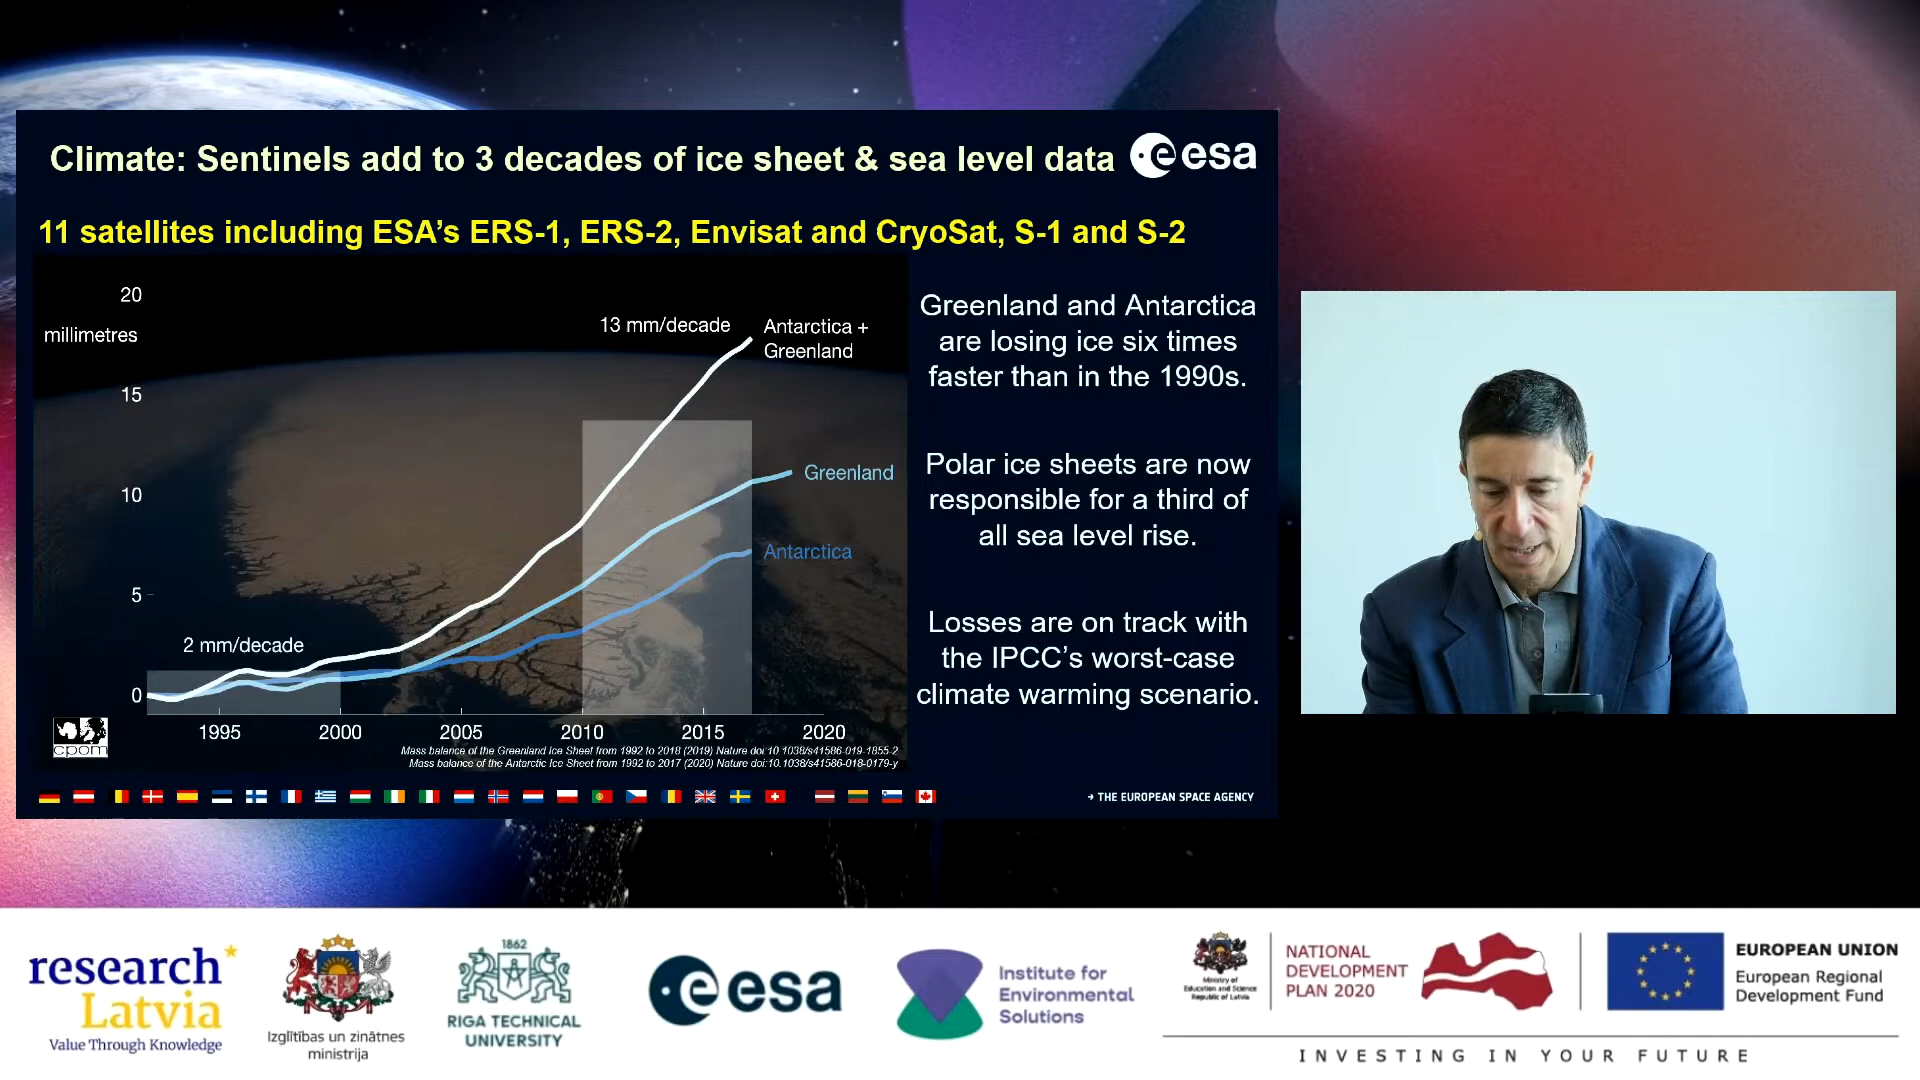 Climate: Sentinels add to 3 decades of ice sheet & sea level data
esa
11 satellites including ESA's ERS-1, ERS-2, Envisat and CryoSat, S-1 and S-2
20
millimetres
15
10
5
0
13 mm/decade
Antarctica +
Greenland
Greenland
Antarctica
2 mm/decade
1995
2000
2005
2010
2015
2020
cpom
Mass balance of the Greenland Ice Sheet from 1992 to 2018 (2019) Nature doi:10.1038/s41586-019-1855-2
Mass balance of the Antarctic Ice Sheet from 1992 to 2017 (2020) Nature doi:10.1038/s41586-018-0179-y
Greenland and Antarctica
are losing ice six times
faster than in the 1990s.
Polar ice sheets are now
responsible for a third of
all sea level rise.
Losses are on track with
the IPCC's worst-case
climate warming scenario.
→ THE EUROPEAN SPACE AGENCY
research
Latvia
Value Through Knowledge
Izglītības un zinātnes
ministrija
1862
RIGA TECHNICAL
UNIVERSITY
esa
Institute for
Environmental
Solutions
Ministry of
Education and Science
Republic of Latvia
NATIONAL
DEVELOPMENT
PLAN 2020
EUROPEAN UNION
European Regional
Development Fund
INVESTING IN YOUR FUTURE